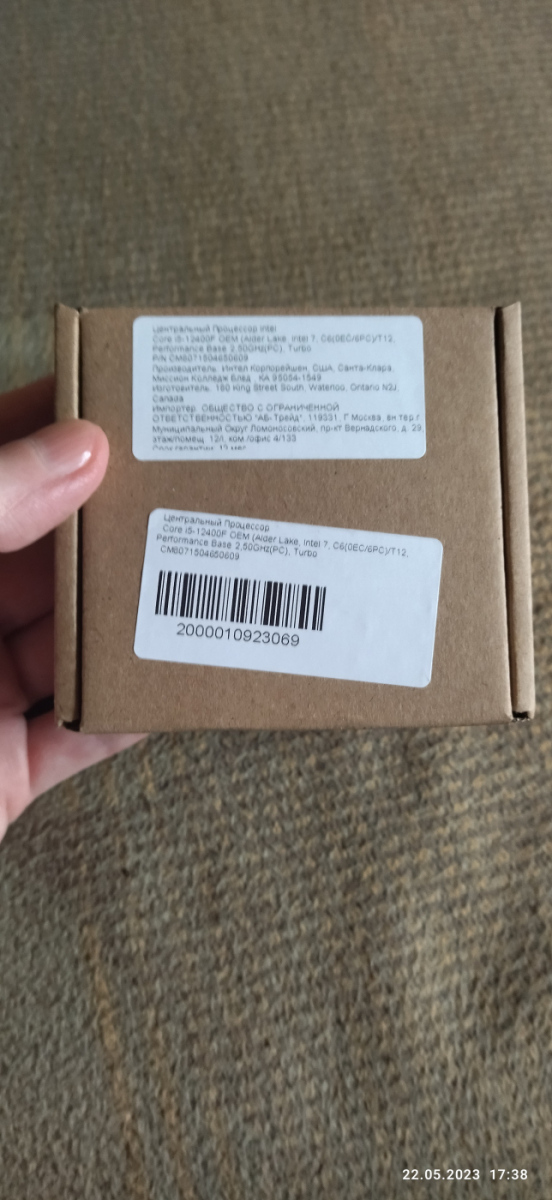 Центральный Процессор Intel
Core i5-12400F OEM (Alder Lake, Intel 7, C6(0EC/6PC)/T12,
Performance Base 2,50GHz(PC), Turbo
P/N CM8071504650609
Производитель: Интел Корпорейшен, США, Санта-Клара,
Миссион Колледж Блвд., КА 95054-1549
Изготовитель: 180 King Street South, Waterloo, Ontario N2J,
Canada
Импортер: ОБЩЕСТВО С ОГРАНИЧЕННОЙ
ОТВЕТСТВЕННОСТЬЮ "АБ-Трейд", 119331, Г.Москва, вн.тер.г.
Муниципальный Округ Ломоносовский, пр-кт Вернадского, д. 29,
этаж/помещ. 12/I, ком./офис 4/133
Срок гарантии: 12 мес.
Центральный Процессор
Core i5-12400F OEM (Alder Lake, Intel 7, C6(0EC/6PC)/T12,
Performance Base 2,50GHz(PC), Turbo
CM8071504650609
2000010923069
22.05.2023 17:38